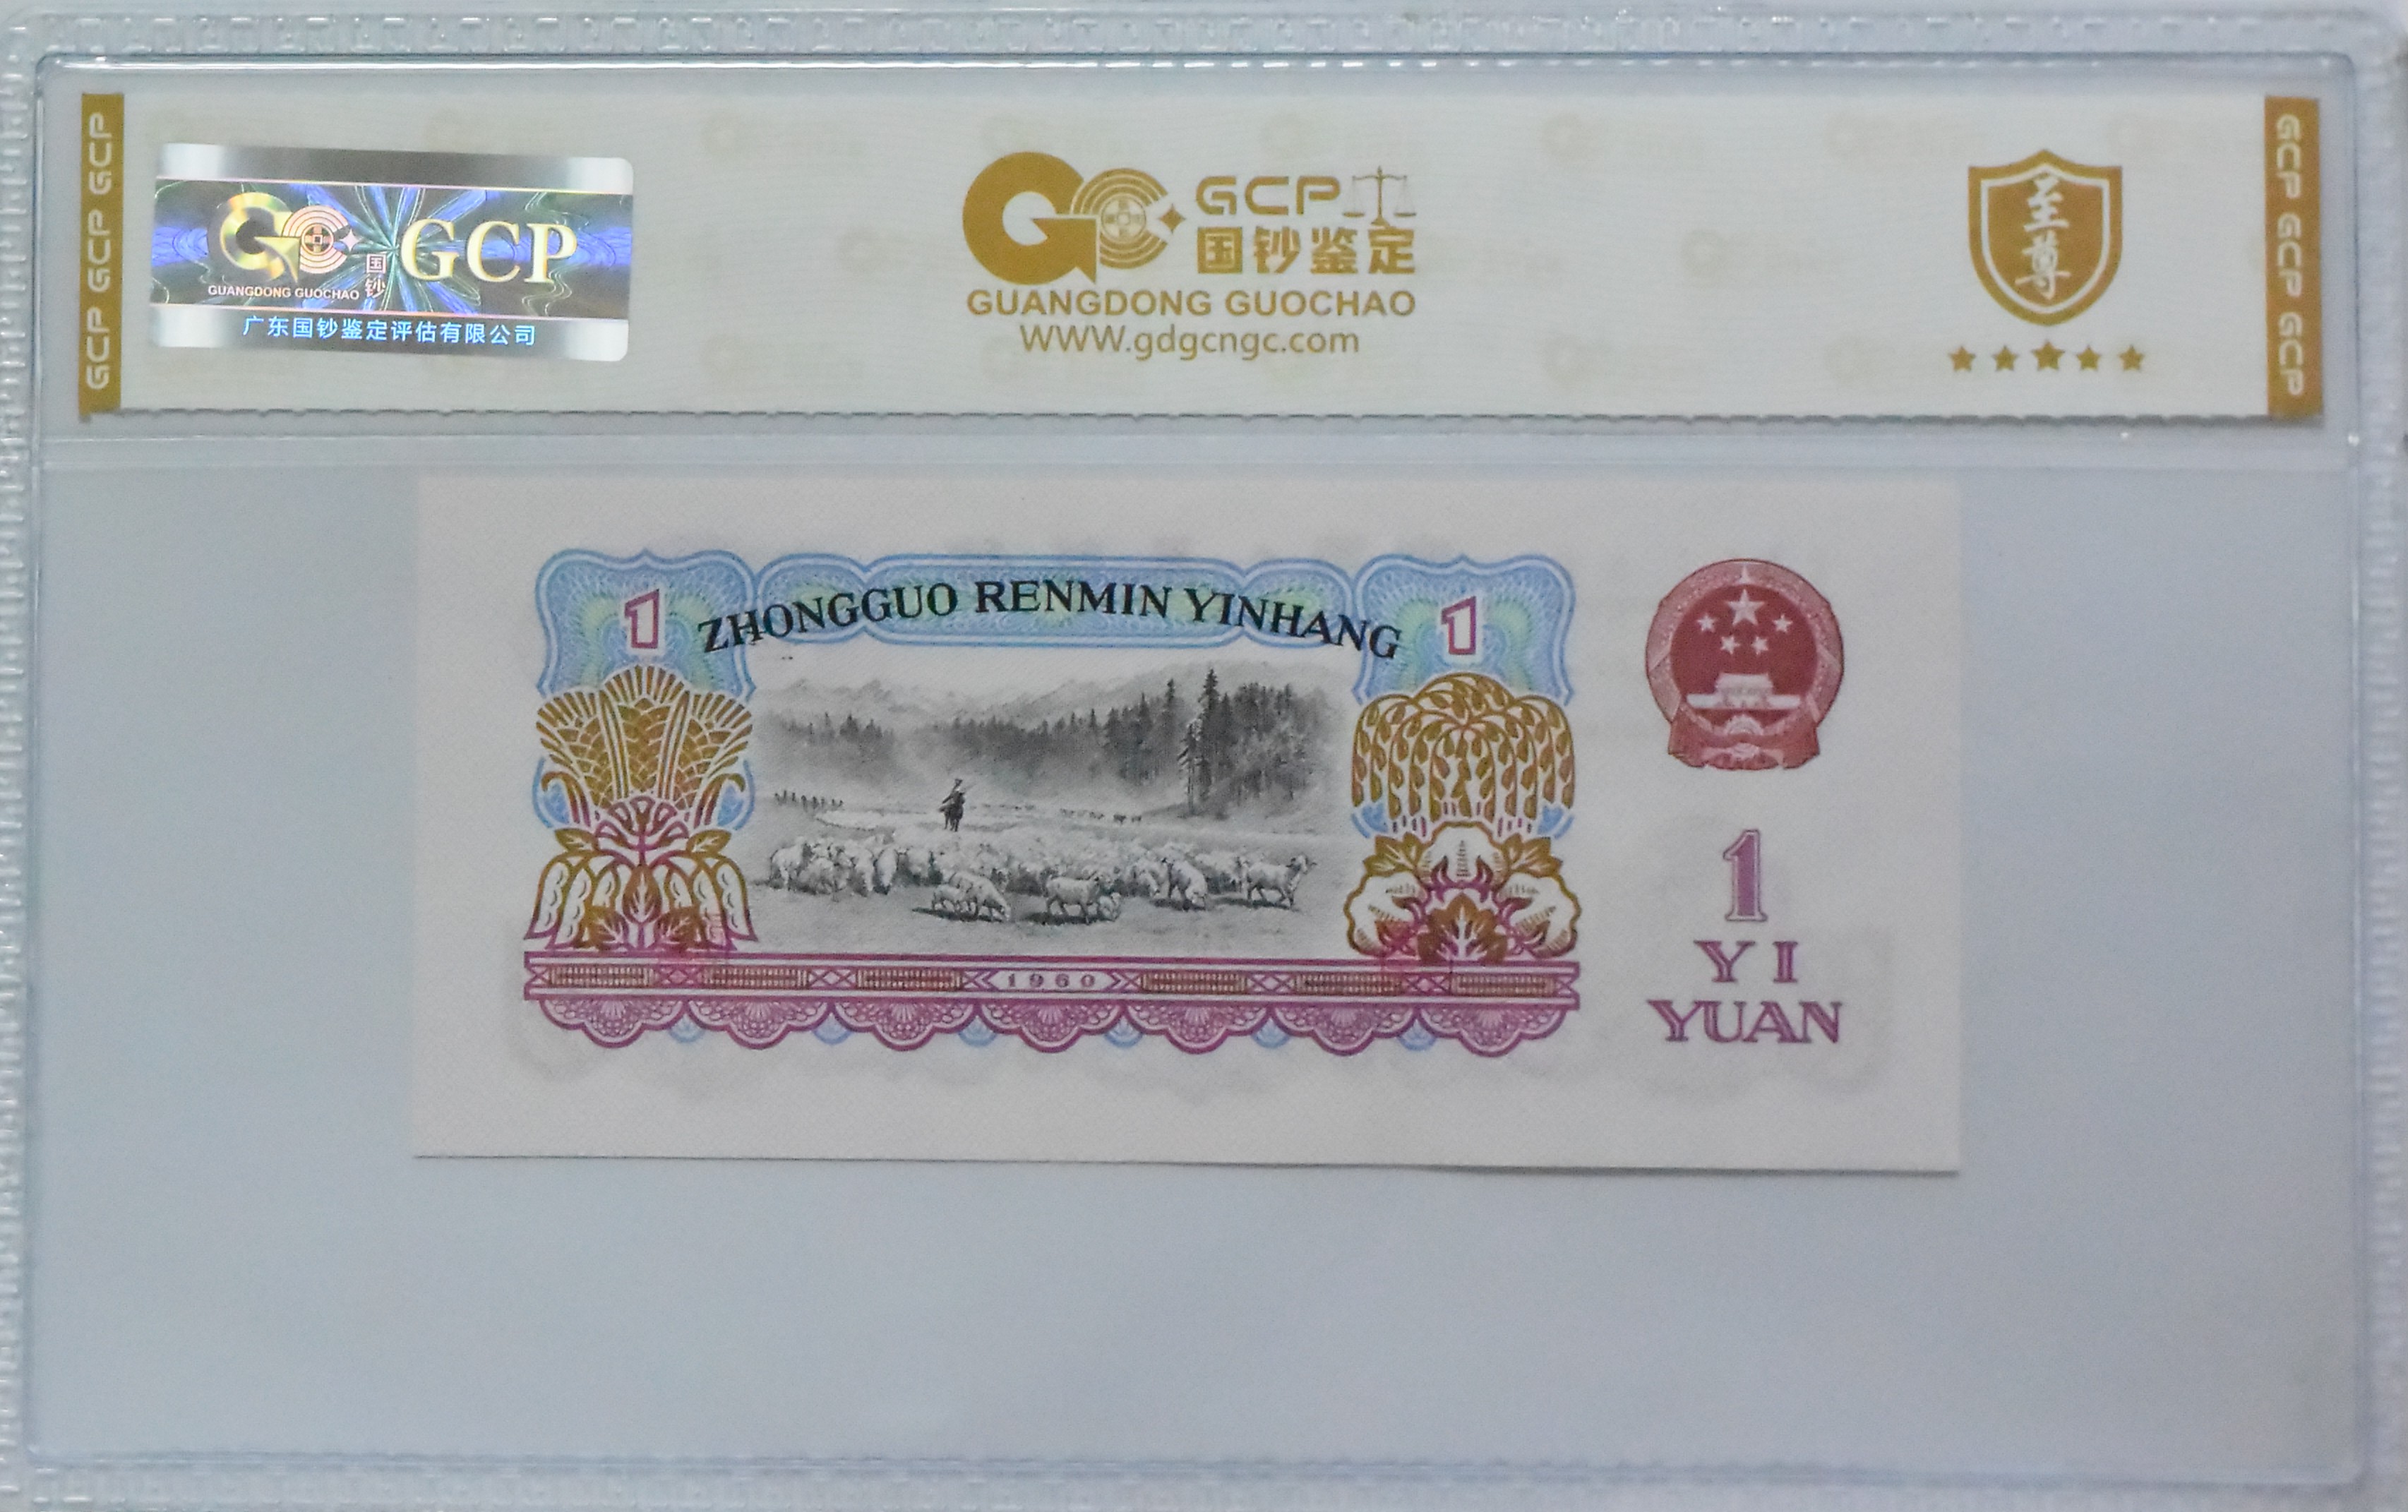 GCP GCP GCP
GCP
国
钞
GUANGDONG GUOCHAO
广东国钞鉴定评估有限公司
GCP
国钞鉴定
GUANGDONG GUOCHAO
WWW.gdgcngc.com
至
尊
GCP GCP GCP
1
ZHONGGUO RENMIN YINHANG
1
1960
1
YI
YUAN